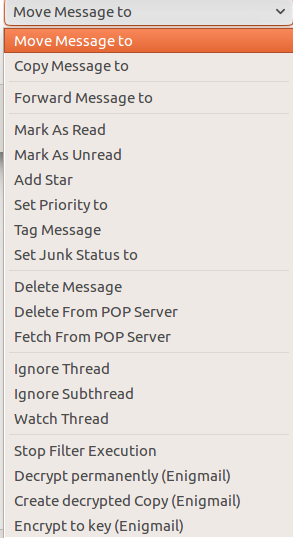 Move Message to
Move Message to
Copy Message to
Forward Message to
Mark As Read
Mark As Unread
Add Star
Set Priority to
Tag Message
Set Junk Status to
Delete Message
Delete From POP Server
Fetch From POP Server
Ignore Thread
Ignore Subthread
Watch Thread
Stop Filter Execution
Decrypt permanently (Enigmail)
Create decrypted Copy (Enigmail)
Encrypt to key (Enigmail)